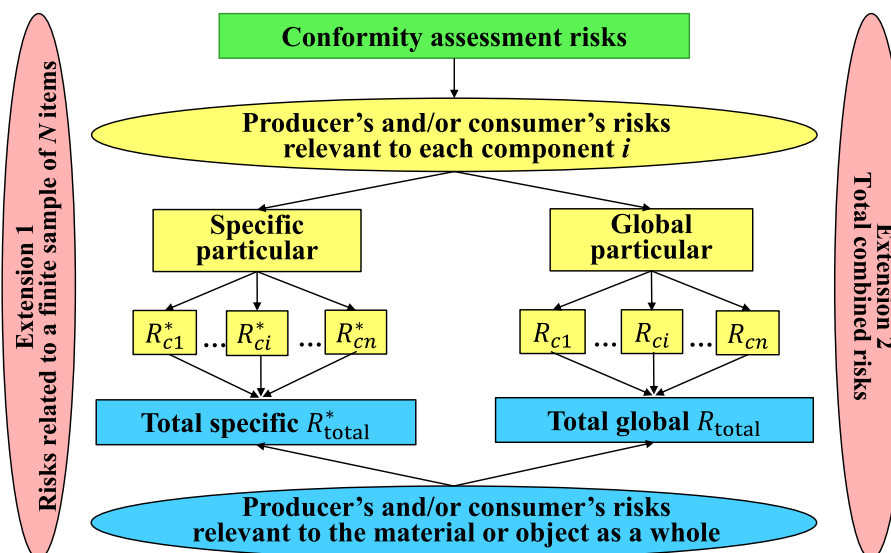 Conformity assessment risks
Producer’s and/or consumer’s risks
relevant to each component i
Specific
particular
Global
particular
R*c1 ... R*ci ... R*cn
Rc1 ... Rci ... Rcn
Total specific R*total
Total global Rtotal
Producer’s and/or consumer’s risks
relevant to the material or object as a whole
Extension 1
Risks related to a finite sample of N items
Extension 2
Total combined risks